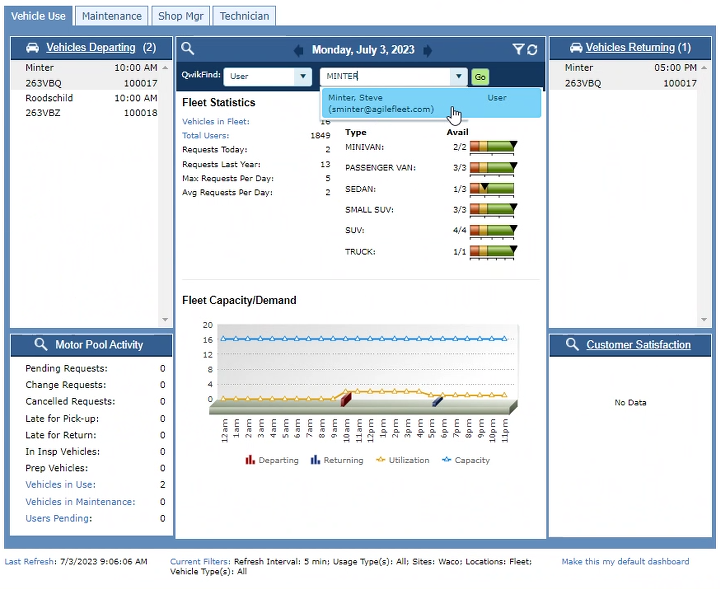 Vehicle Use
Maintenance
Shop Mgr
Technician
Vehicles Departing (2)
Minter 10:00 AM
263VBQ 100017
Roodschild 10:00 AM
263VBZ 100018
Monday, July 3, 2023
QwikFind: User MINTER Go
Minter, Steve User
(sminter@agilefleet.com)
Fleet Statistics
Vehicles in Fleet: 16
Total Users: 1849
Requests Today: 2
Requests Last Year: 13
Max Requests Per Day: 5
Avg Requests Per Day: 2
Type Avail
MINIVAN: 2/2
PASSENGER VAN: 3/3
SEDAN: 1/3
SMALL SUV: 3/3
SUV: 4/4
TRUCK: 1/1
Vehicles Returning (1)
Minter 05:00 PM
263VBQ 100017
Fleet Capacity/Demand
20
16
12
8
4
0
12am
1am
2am
3am
4am
5am
6am
7am
8am
9am
10am
11am
12pm
1pm
2pm
3pm
4pm
5pm
6pm
7pm
8pm
9pm
10pm
11pm
Departing Returning Utilization Capacity
Motor Pool Activity
Pending Requests: 0
Change Requests: 0
Cancelled Requests: 0
Late for Pick-up: 0
Late for Return: 0
In Insp Vehicles: 0
Prep Vehicles: 0
Vehicles in Use: 2
Vehicles in Maintenance: 0
Users Pending: 0
Customer Satisfaction
No Data
Last Refresh: 7/3/2023 9:06:06 AM
Current Filters: Refresh Interval: 5 min; Usage Type(s): All; Sites: Waco: Locations: Fleet;
Vehicle Type(s): All
Make this my default dashboard